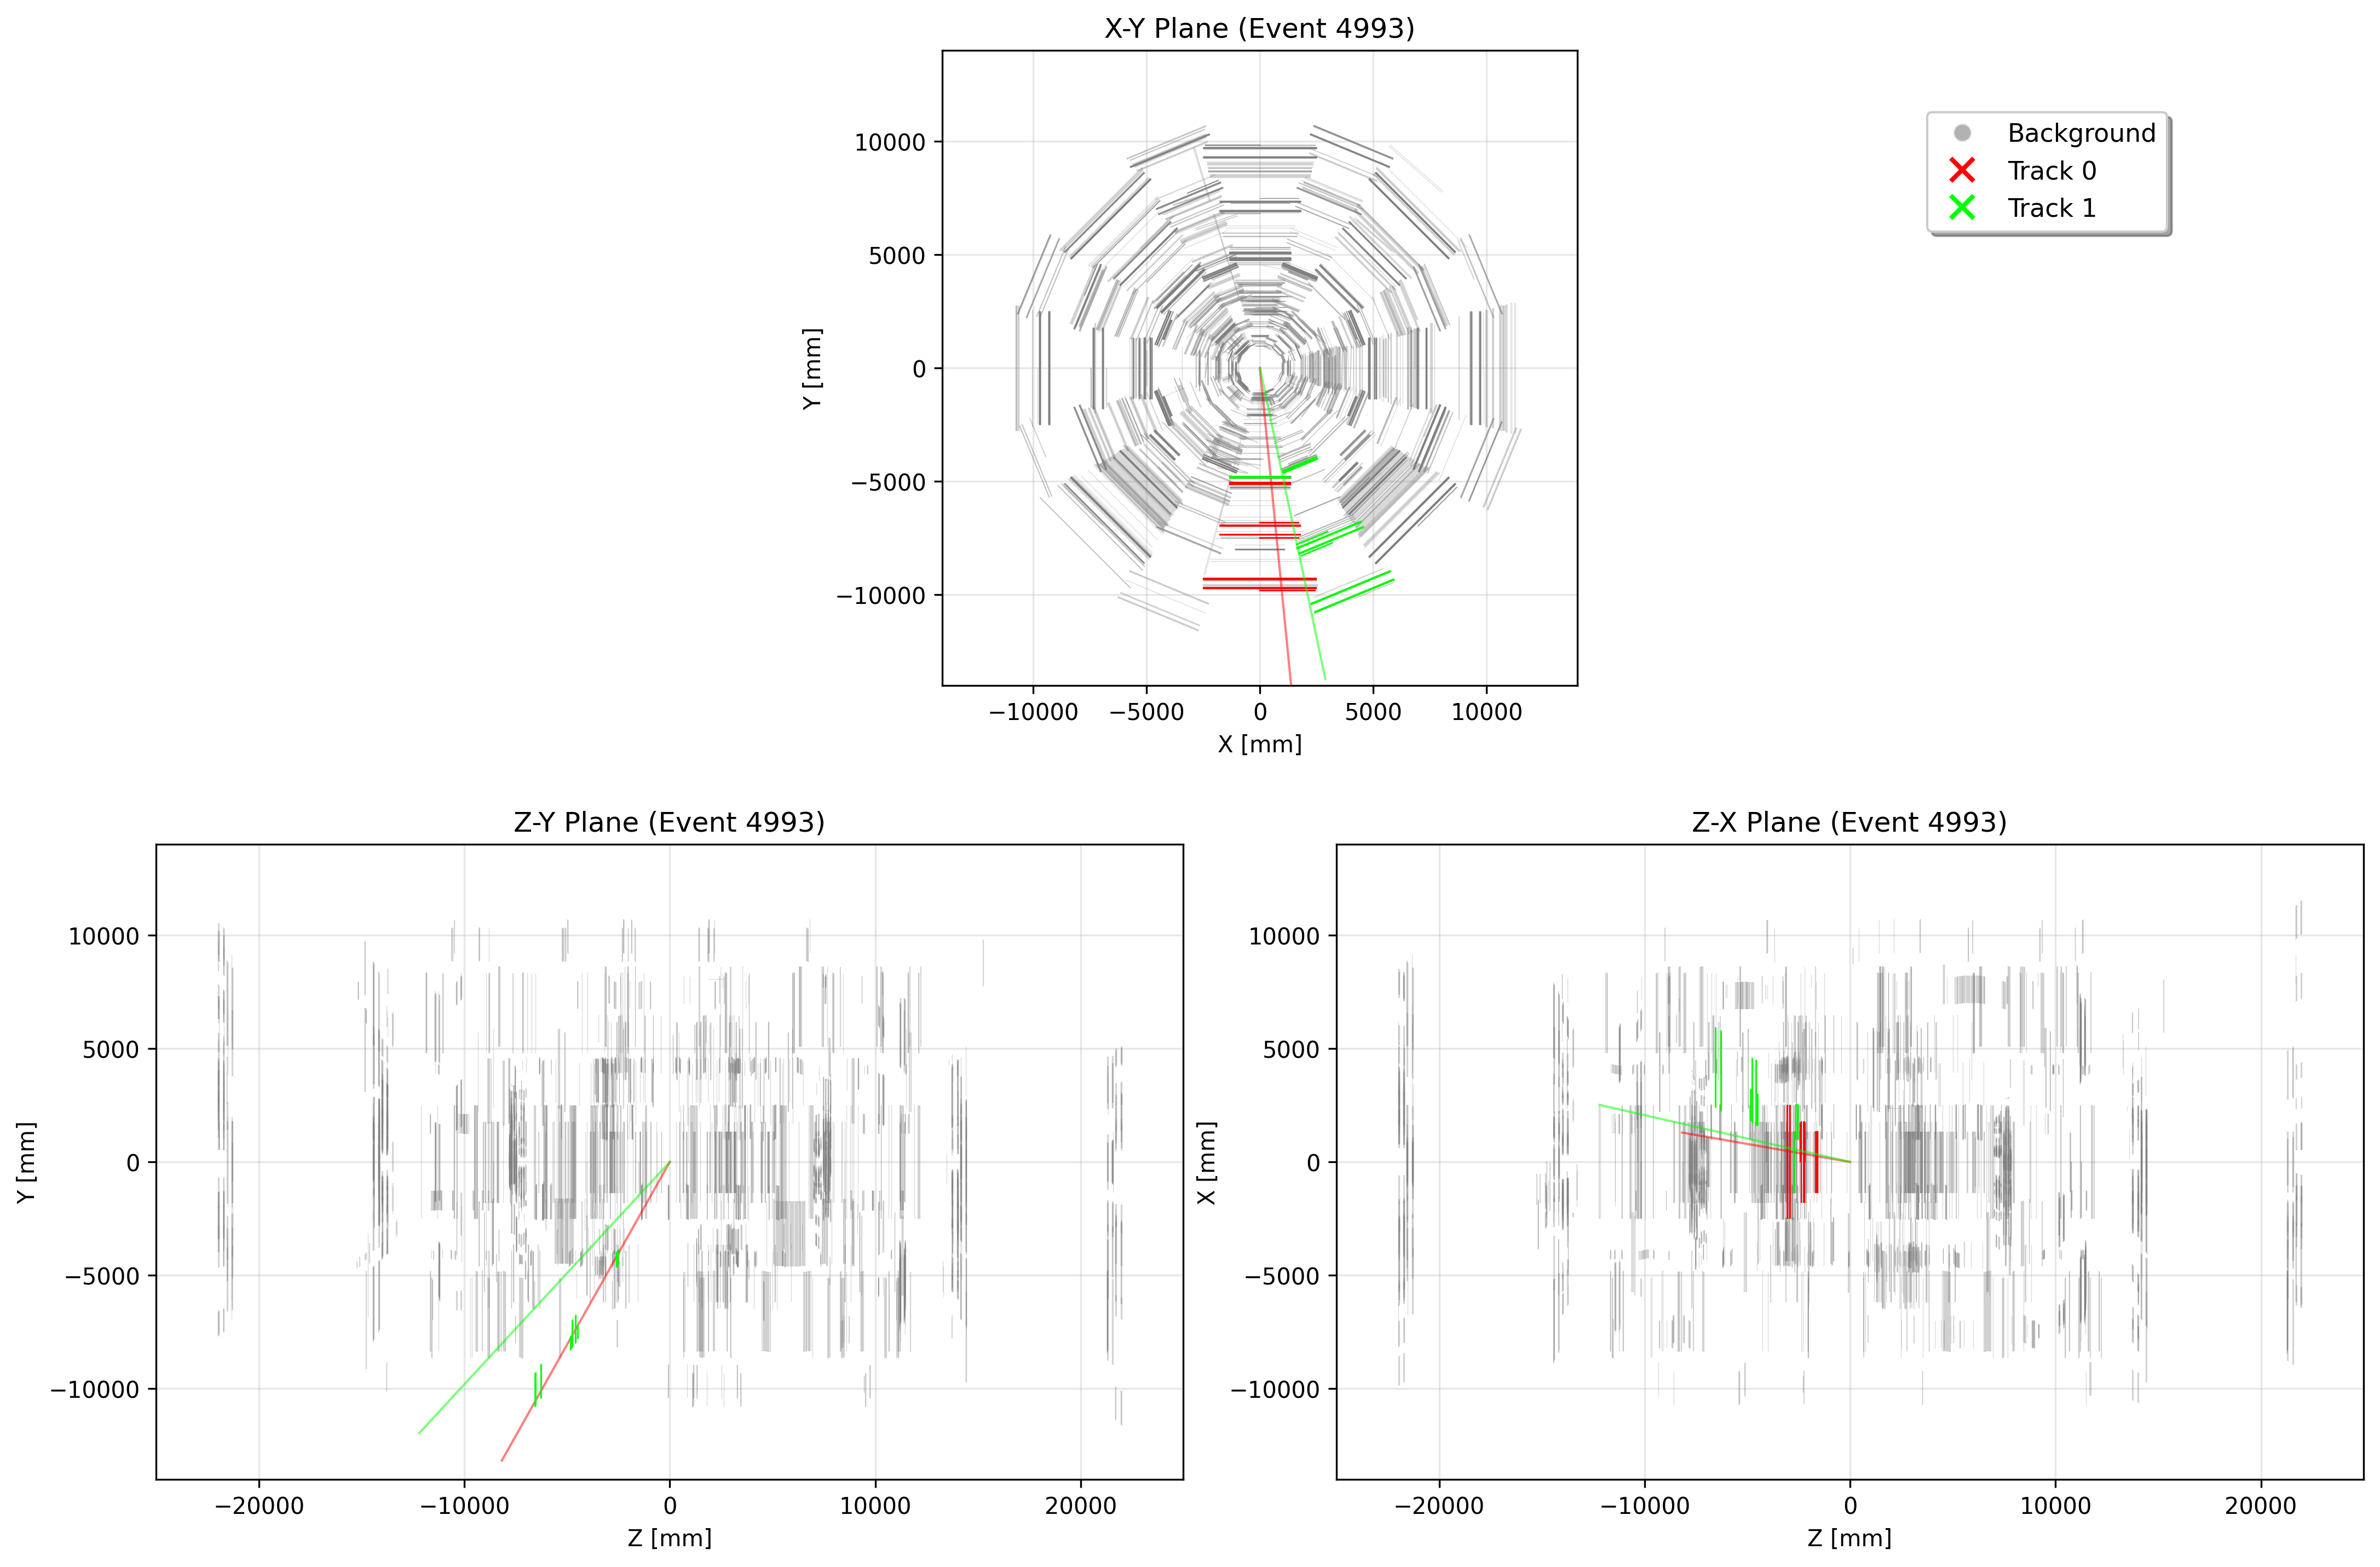 X-Y Plane (Event 4993)
Background
Track 0
Track 1
10000
5000
0
−5000
−10000
Y [mm]
−10000 −5000 0 5000 10000
X [mm]
Z-Y Plane (Event 4993)
10000
5000
0
−5000
−10000
Y [mm]
−20000 −10000 0 10000 20000
Z [mm]
Z-X Plane (Event 4993)
10000
5000
0
−5000
−10000
X [mm]
−20000 −10000 0 10000 20000
Z [mm]